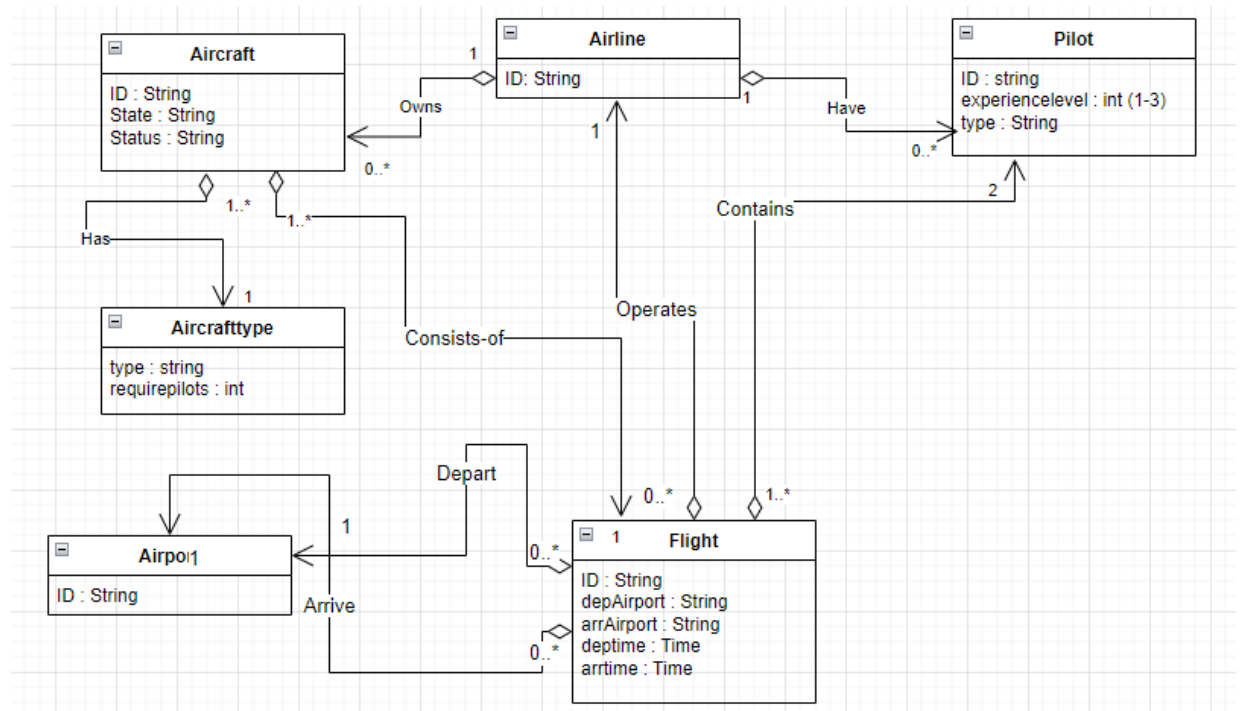 Aircraft
ID : String
State : String
Status : String
1
Owns
0..*
Airline
ID: String
1
Have
0..*
Pilot
ID : string
experiencelevel : int (1-3)
type : String
1..*
Has
1
1..*
Consists-of
1
Operates
0..*
Contains
2
1..*
Aircrafttype
type : string
requirepilots : int
Depart
1
0..*
1
Arrive
0..*
ID : String
1
Flight
ID : String
depAirport : String
arrAirport : String
deptime : Time
arrtime : Time